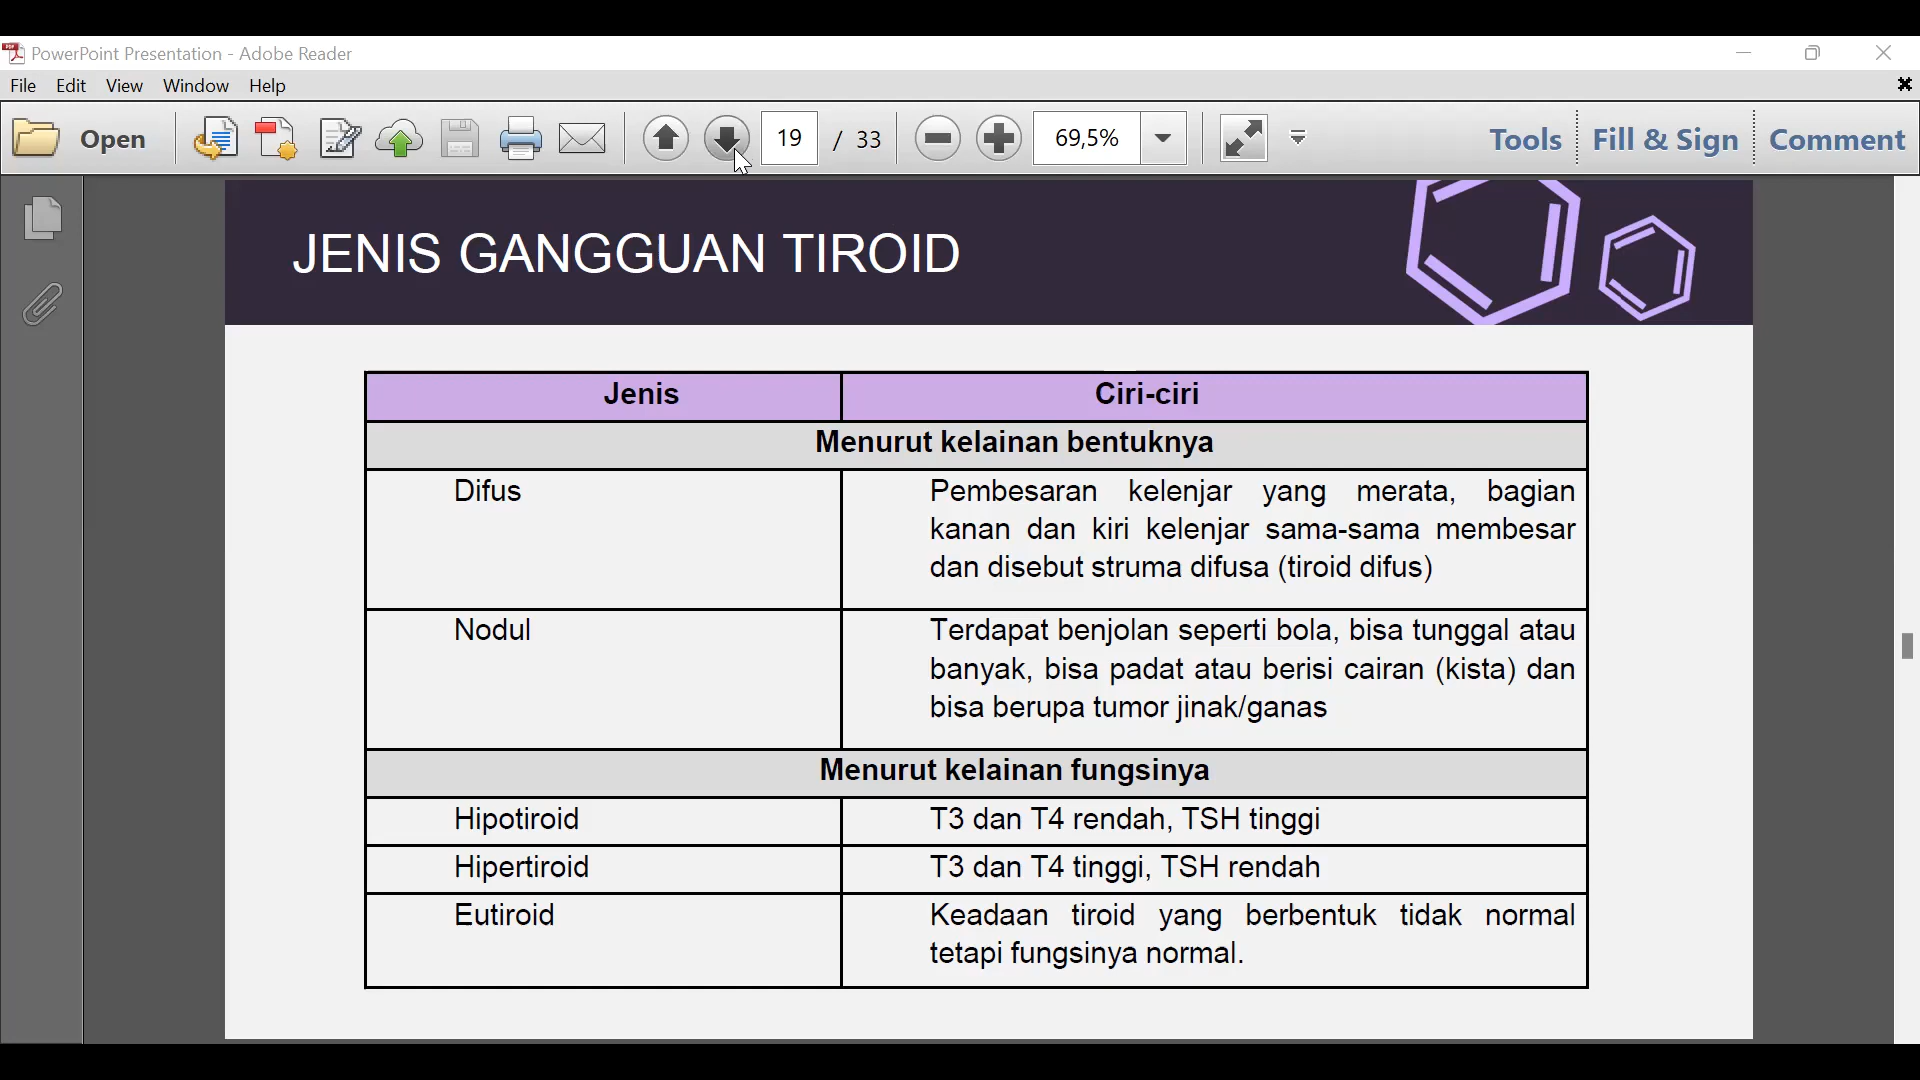 PowerPoint Presentation - Adobe Reader
File Edit View Window Help
Open 19 / 33 69,5% Tools Fill & Sign Comment
JENIS GANGGUAN TIROID
Jenis Ciri-ciri
Menurut kelainan bentuknya
Difus Pembesaran kelenjar yang merata, bagian
kanan dan kiri kelenjar sama-sama membesar
dan disebut struma difusa (tiroid difus)
Nodul Terdapat benjolan seperti bola, bisa tunggal atau
banyak, bisa padat atau berisi cairan (kista) dan
bisa berupa tumor jinak/ganas
Menurut kelainan fungsinya
Hipotiroid T3 dan T4 rendah, TSH tinggi
Hipertiroid T3 dan T4 tinggi, TSH rendah
Eutiroid Keadaan tiroid yang berbentuk tidak normal
tetapi fungsinya normal.